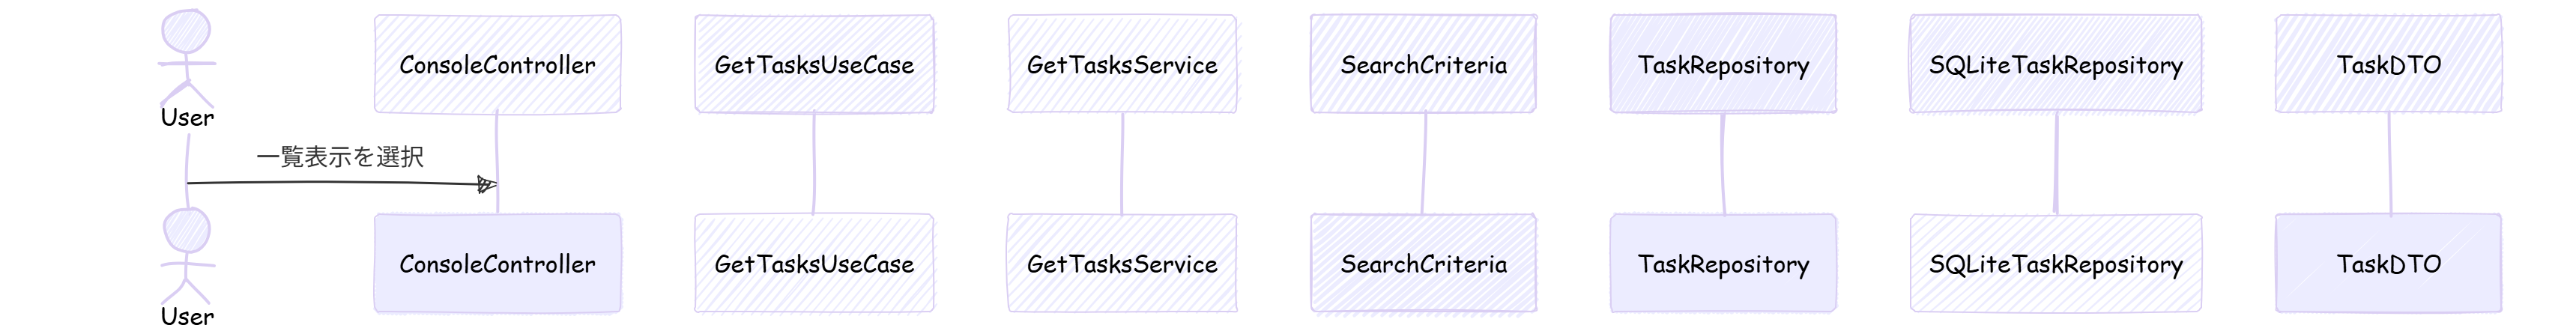 ConsoleController
GetTasksUseCase
GetTasksService
SearchCriteria
TaskRepository
SQLiteTaskRepository
TaskDTO
User
一覧表示を選択
ConsoleController
GetTasksUseCase
GetTasksService
SearchCriteria
TaskRepository
SQLiteTaskRepository
TaskDTO
User